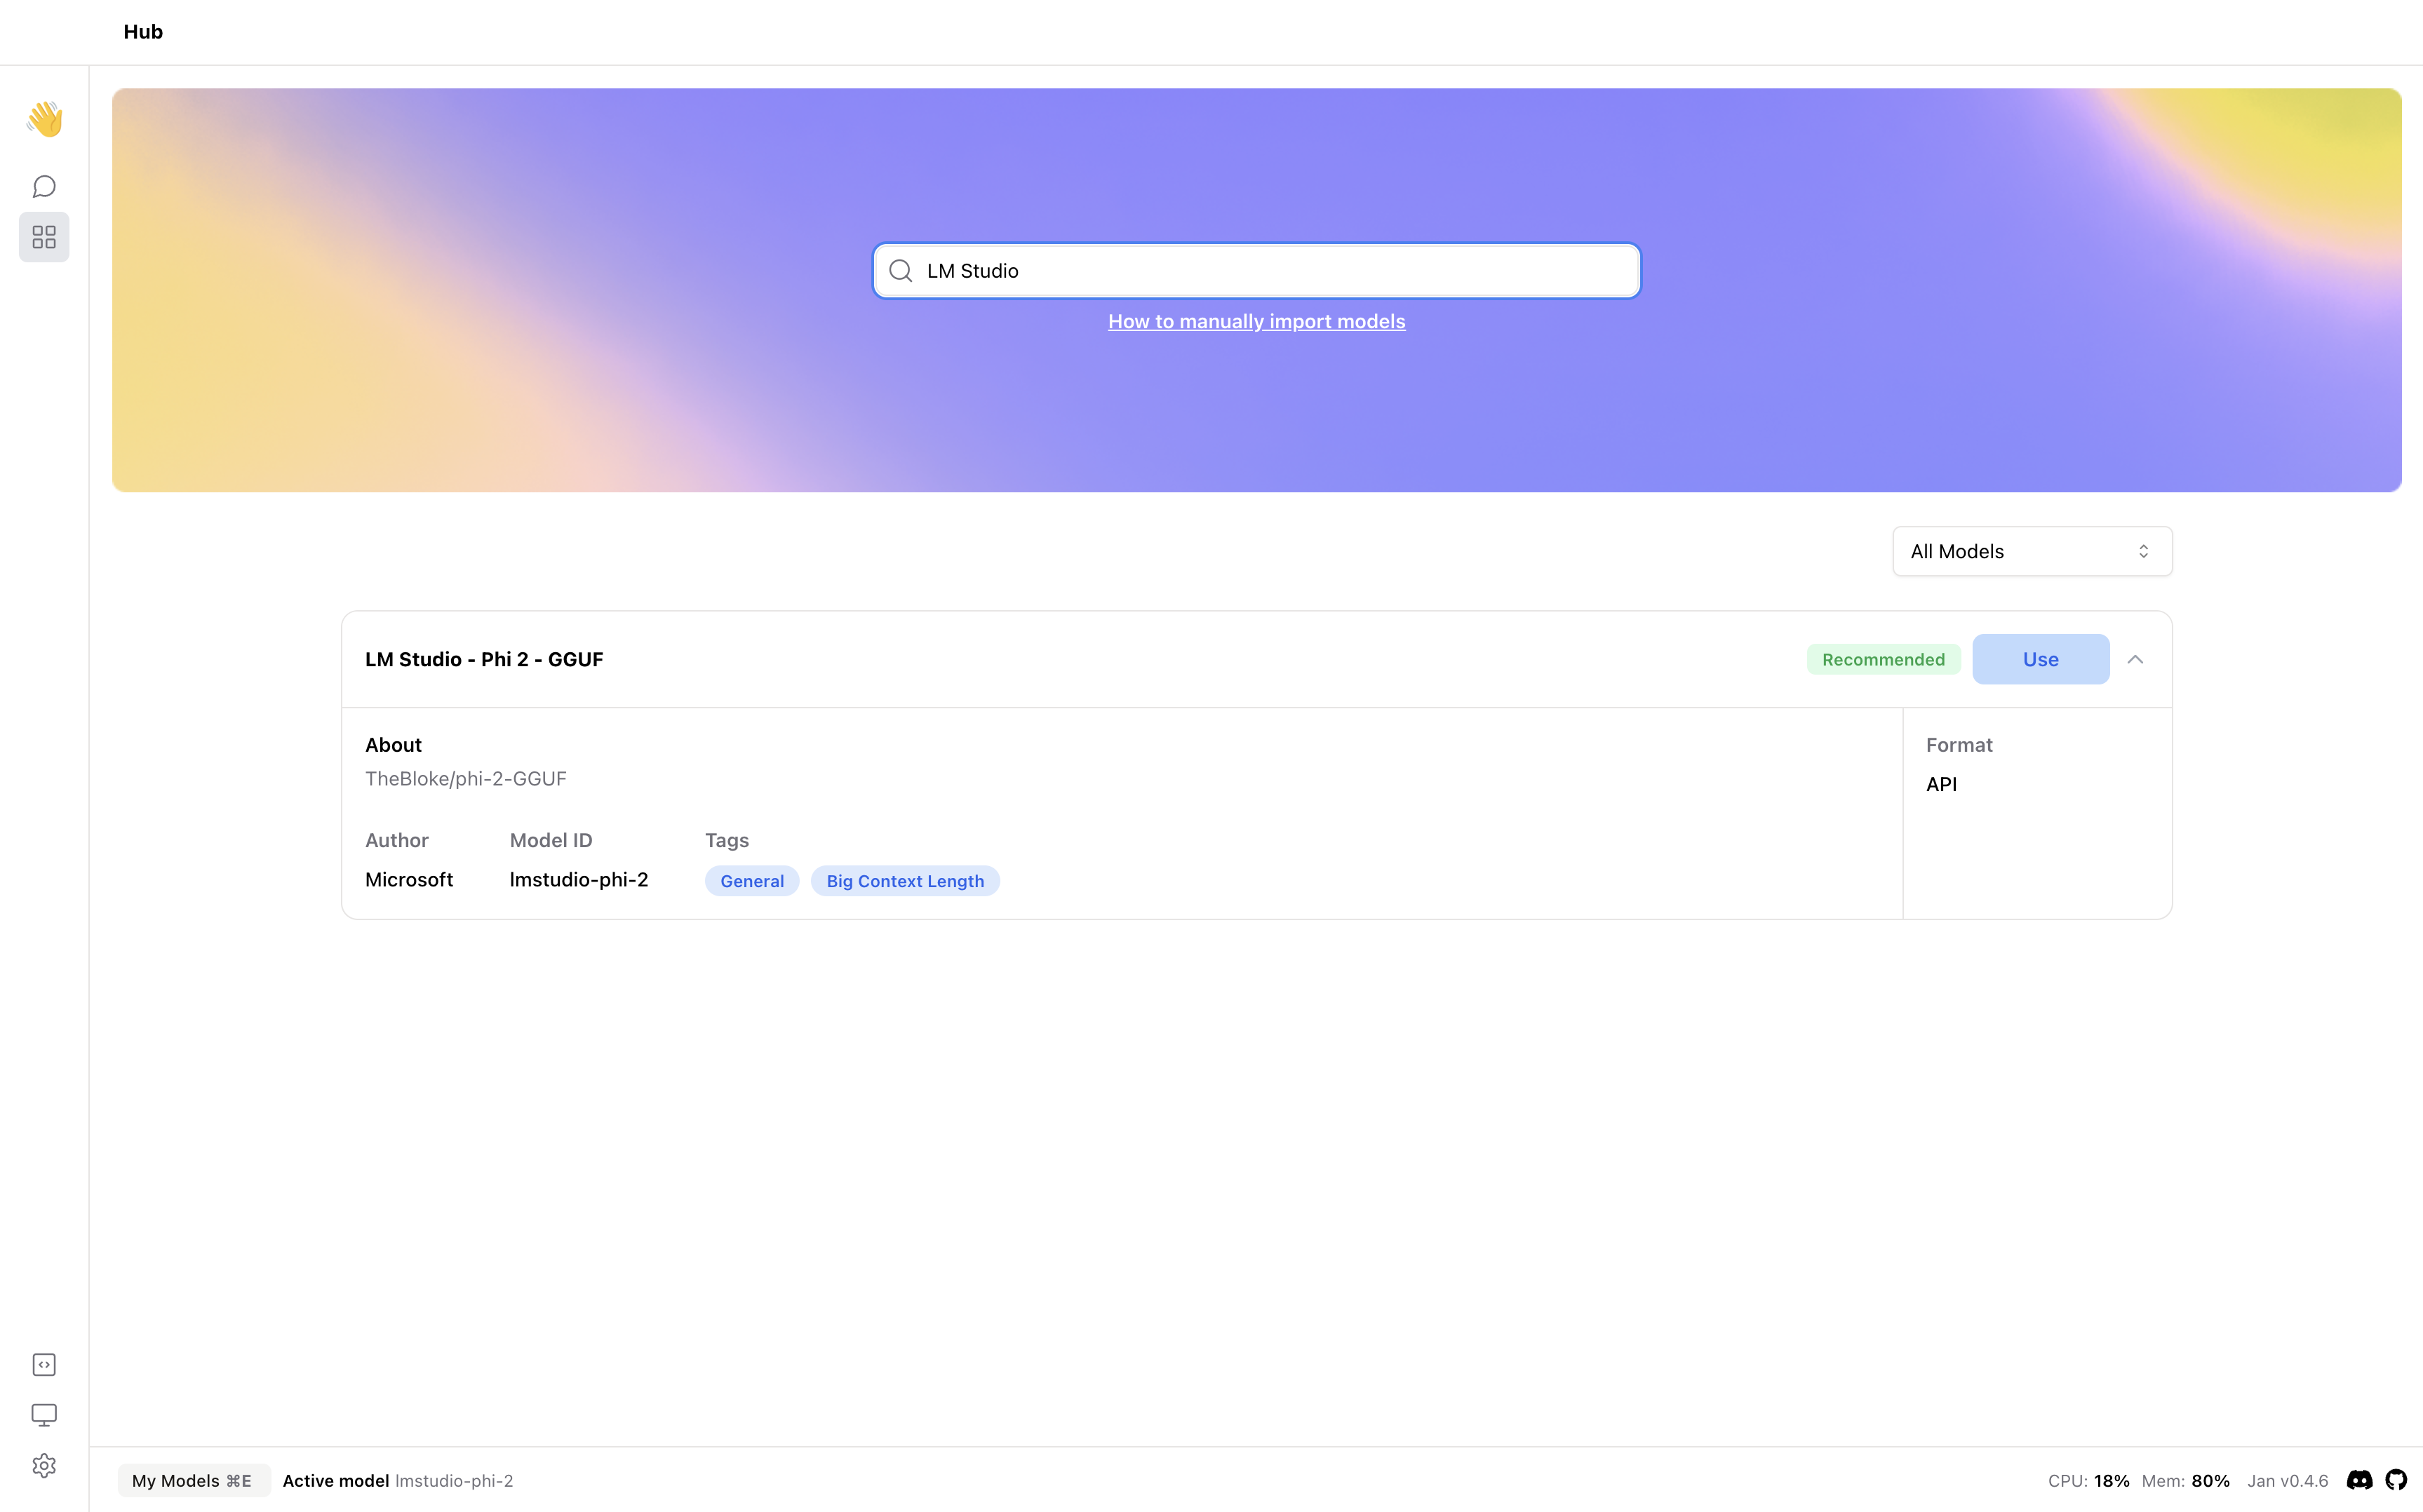 Hub
LM Studio
How to manually import models
All Models
LM Studio - Phi 2 - GGUF
Recommended
Use
About
TheBloke/phi-2-GGUF
Format
API
Author Model ID Tags
Microsoft lmstudio-phi-2 General Big Context Length
My Models ⌘E Active model lmstudio-phi-2 CPU: 18% Mem: 80% Jan v0.4.6